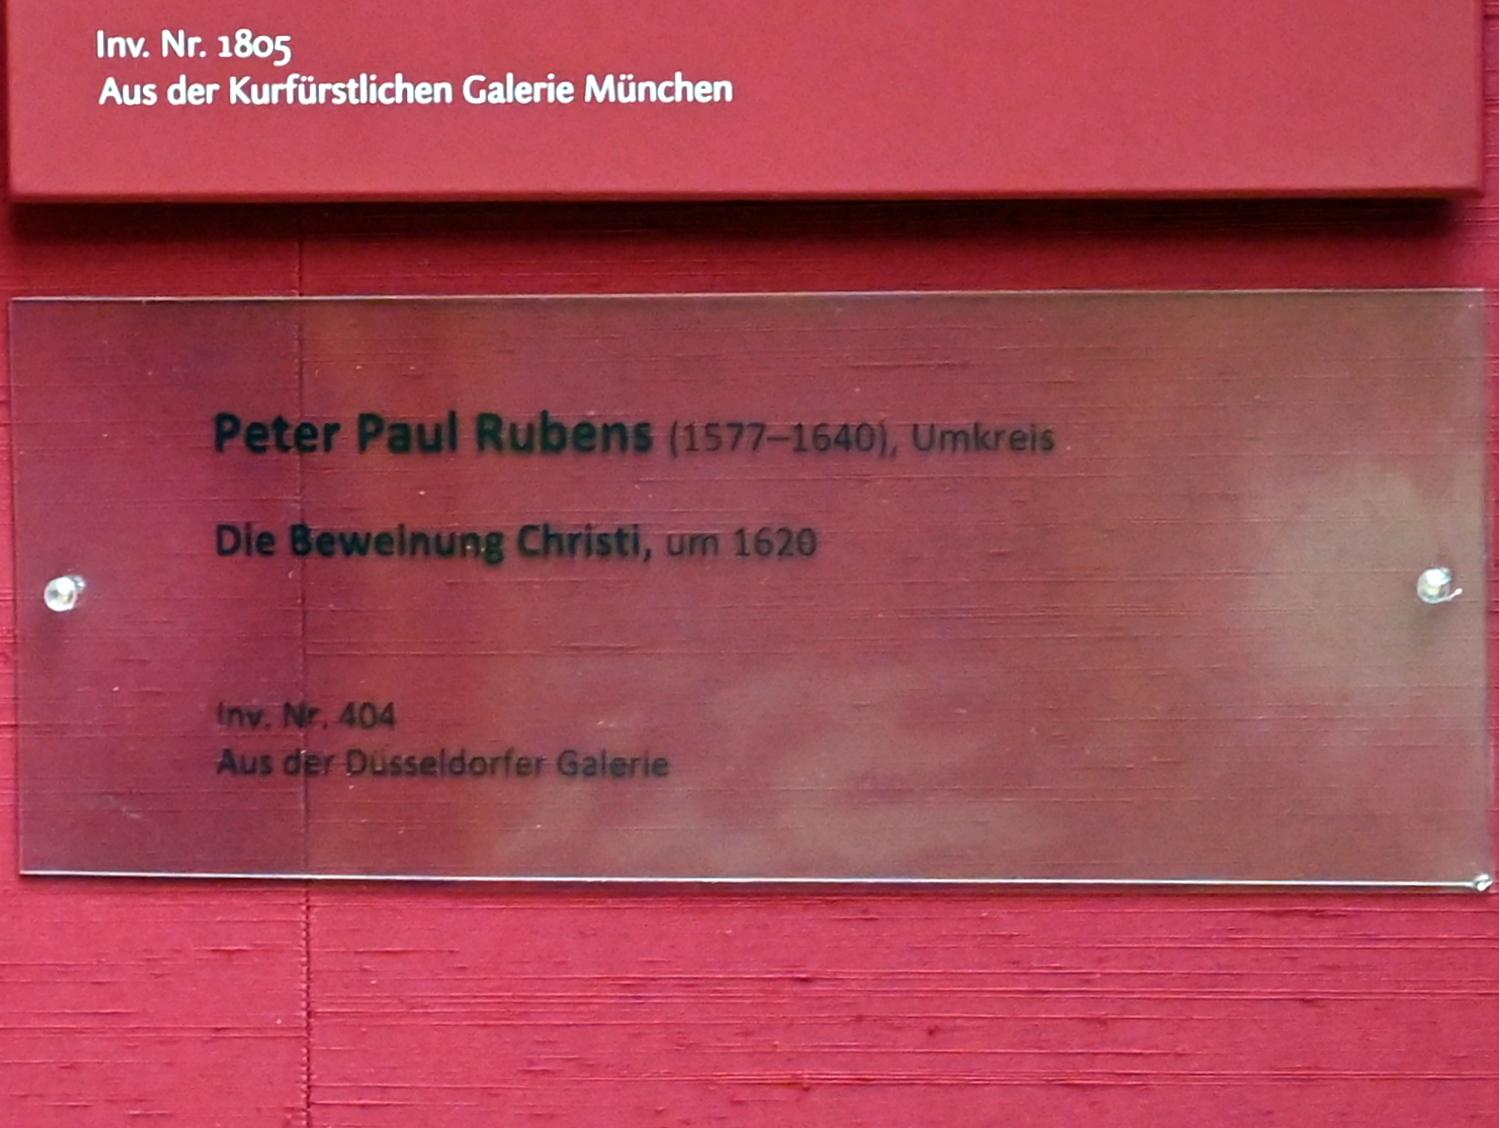 Inv. Nr. 1805
Aus der Kurfürstlichen Galerie München
Peter Paul Rubens (1577–1640), Umkreis
Die Beweinung Christi, um 1620
Inv. Nr. 404
Aus der Düsseldorfer Galerie